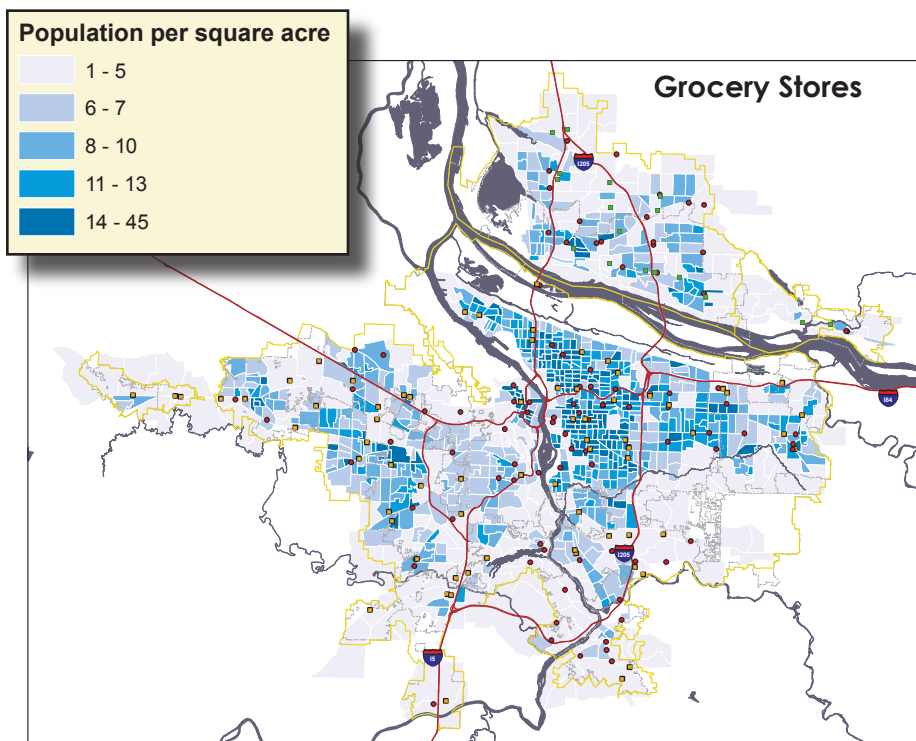 Population per square acre
1 - 5
6 - 7
8 - 10
11 - 13
14 - 45
Grocery Stores
I205
I84
I205
I5